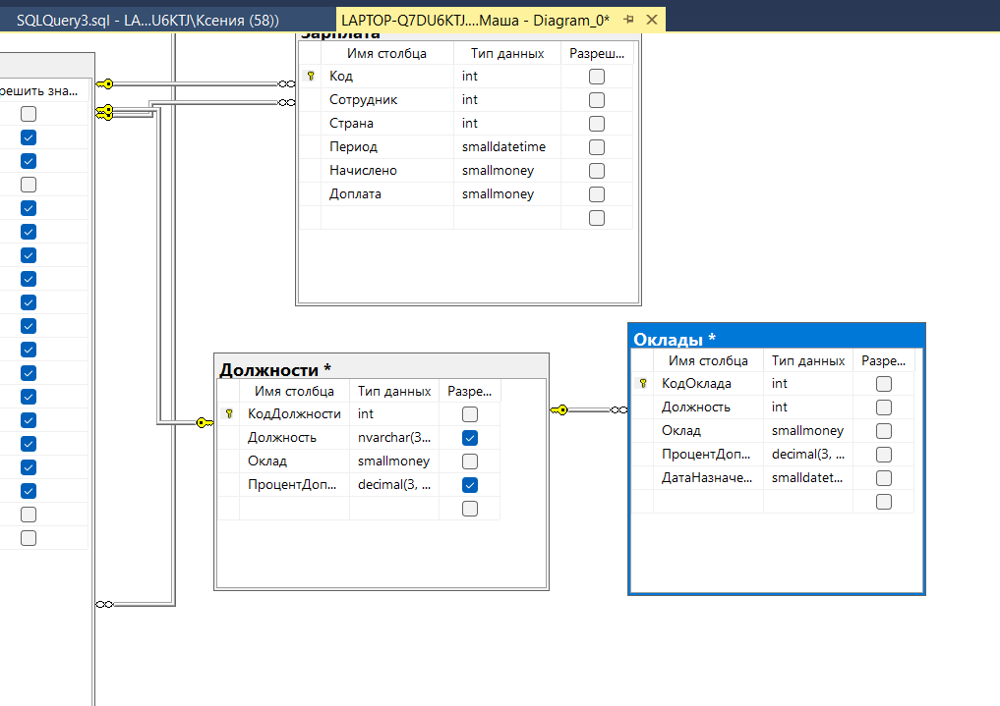 SQLQuery3.sql - LA...U6KTJ\Ксения (58))
LAPTOP-Q7DU6KTJ....Маша - Diagram_0*
Зарплата
Имя столбца Тип данных Разреш...
Код int
Сотрудник int
Страна int
Период smalldatetime
Начислено smallmoney
Доплата smallmoney
решить зна...
Должности *
Имя столбца Тип данных Разре...
КодДолжности int
Должность nvarchar(3...
Оклад smallmoney
ПроцентДоп... decimal(3, ...
Оклады *
Имя столбца Тип данных Разре...
КодОклада int
Должность int
Оклад smallmoney
ПроцентДоп... decimal(3, ...
ДатаНазначе... smalldatet...